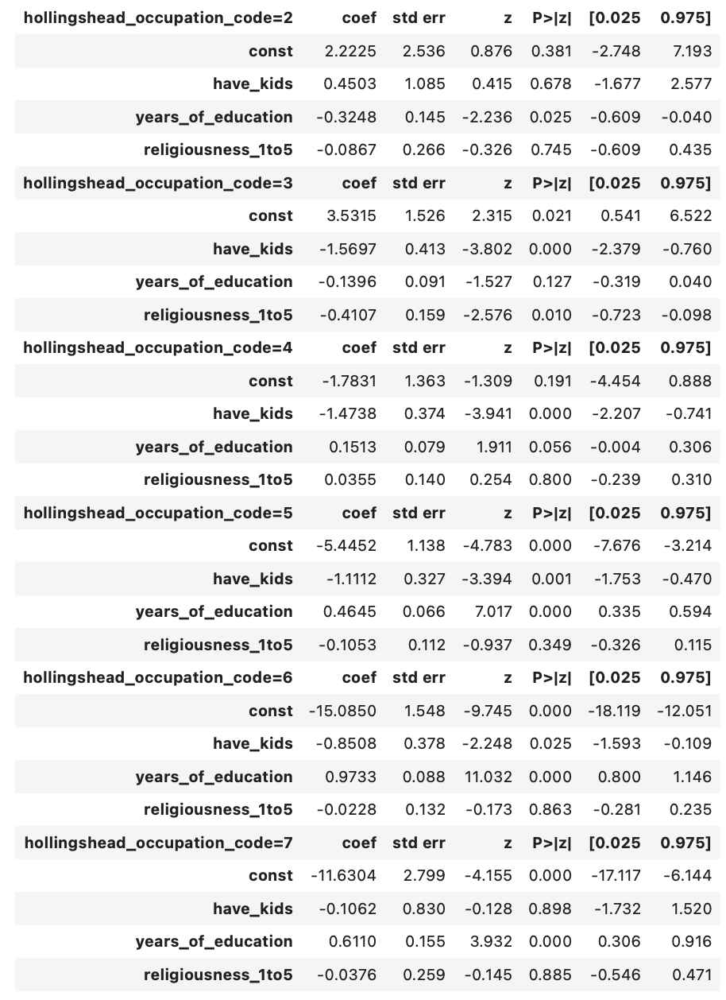 hollingshead_occupation_code=2 coef std err z P>|z| [0.025 0.975]
const 2.2225 2.536 0.876 0.381 -2.748 7.193
have_kids 0.4503 1.085 0.415 0.678 -1.677 2.577
years_of_education -0.3248 0.145 -2.236 0.025 -0.609 -0.040
religiousness_1to5 -0.0867 0.266 -0.326 0.745 -0.609 0.435
hollingshead_occupation_code=3 coef std err z P>|z| [0.025 0.975]
const 3.5315 1.526 2.315 0.021 0.541 6.522
have_kids -1.5697 0.413 -3.802 0.000 -2.379 -0.760
years_of_education -0.1396 0.091 -1.527 0.127 -0.319 0.040
religiousness_1to5 -0.4107 0.159 -2.576 0.010 -0.723 -0.098
hollingshead_occupation_code=4 coef std err z P>|z| [0.025 0.975]
const -1.7831 1.363 -1.309 0.191 -4.454 0.888
have_kids -1.4738 0.374 -3.941 0.000 -2.207 -0.741
years_of_education 0.1513 0.079 1.911 0.056 -0.004 0.306
religiousness_1to5 0.0355 0.140 0.254 0.800 -0.239 0.310
hollingshead_occupation_code=5 coef std err z P>|z| [0.025 0.975]
const -5.4452 1.138 -4.783 0.000 -7.676 -3.214
have_kids -1.1112 0.327 -3.394 0.001 -1.753 -0.470
years_of_education 0.4645 0.066 7.017 0.000 0.335 0.594
religiousness_1to5 -0.1053 0.112 -0.937 0.349 -0.326 0.115
hollingshead_occupation_code=6 coef std err z P>|z| [0.025 0.975]
const -15.0850 1.548 -9.745 0.000 -18.119 -12.051
have_kids -0.8508 0.378 -2.248 0.025 -1.593 -0.109
years_of_education 0.9733 0.088 11.032 0.000 0.800 1.146
religiousness_1to5 -0.0228 0.132 -0.173 0.863 -0.281 0.235
hollingshead_occupation_code=7 coef std err z P>|z| [0.025 0.975]
const -11.6304 2.799 -4.155 0.000 -17.117 -6.144
have_kids -0.1062 0.830 -0.128 0.898 -1.732 1.520
years_of_education 0.6110 0.155 3.932 0.000 0.306 0.916
religiousness_1to5 -0.0376 0.259 -0.145 0.885 -0.546 0.471